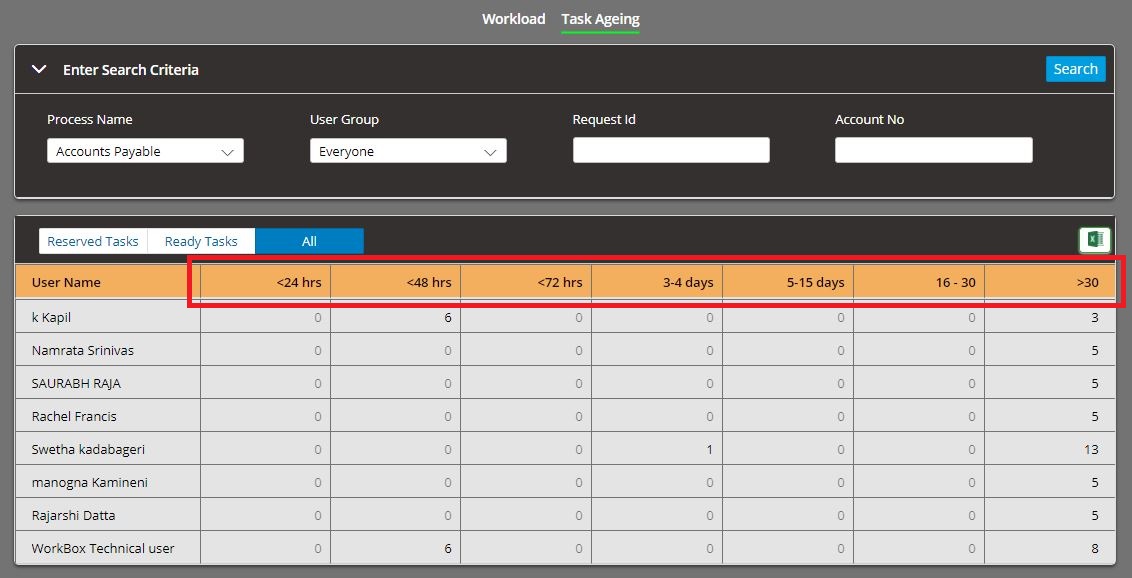 Workload Task Ageing
Enter Search Criteria Search
Process Name User Group Request Id Account No
Accounts Payable Everyone
Reserved Tasks Ready Tasks All
User Name <24 hrs <48 hrs <72 hrs 3-4 days 5-15 days 16 - 30 >30
k Kapil 0 6 0 0 0 0 3
Namrata Srinivas 0 0 0 0 0 0 5
SAURABH RAJA 0 0 0 0 0 0 5
Rachel Francis 0 0 0 0 0 0 5
Swetha kadabageri 0 0 0 1 0 0 13
manogna Kamineni 0 0 0 0 0 0 5
Rajarshi Datta 0 0 0 0 0 0 5
WorkBox Technical user 0 6 0 0 0 0 8